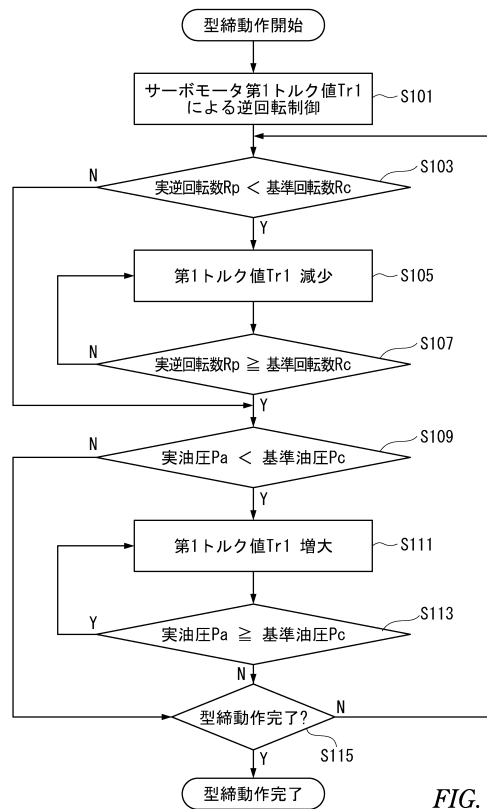 型締動作開始
サーボモータ第1トルク値Tr1
による逆回転制御
S101
S103
N
実逆回転数Rp < 基準回転数Rc
Y
第1トルク値Tr1 減少
S105
S107
N
実逆回転数Rp ≧ 基準回転数Rc
Y
S109
N
実油圧Pa < 基準油圧Pc
Y
第1トルク値Tr1 増大
S111
S113
Y
実油圧Pa ≧ 基準油圧Pc
N
型締動作完了?
N
S115
Y
型締動作完了
FIG.